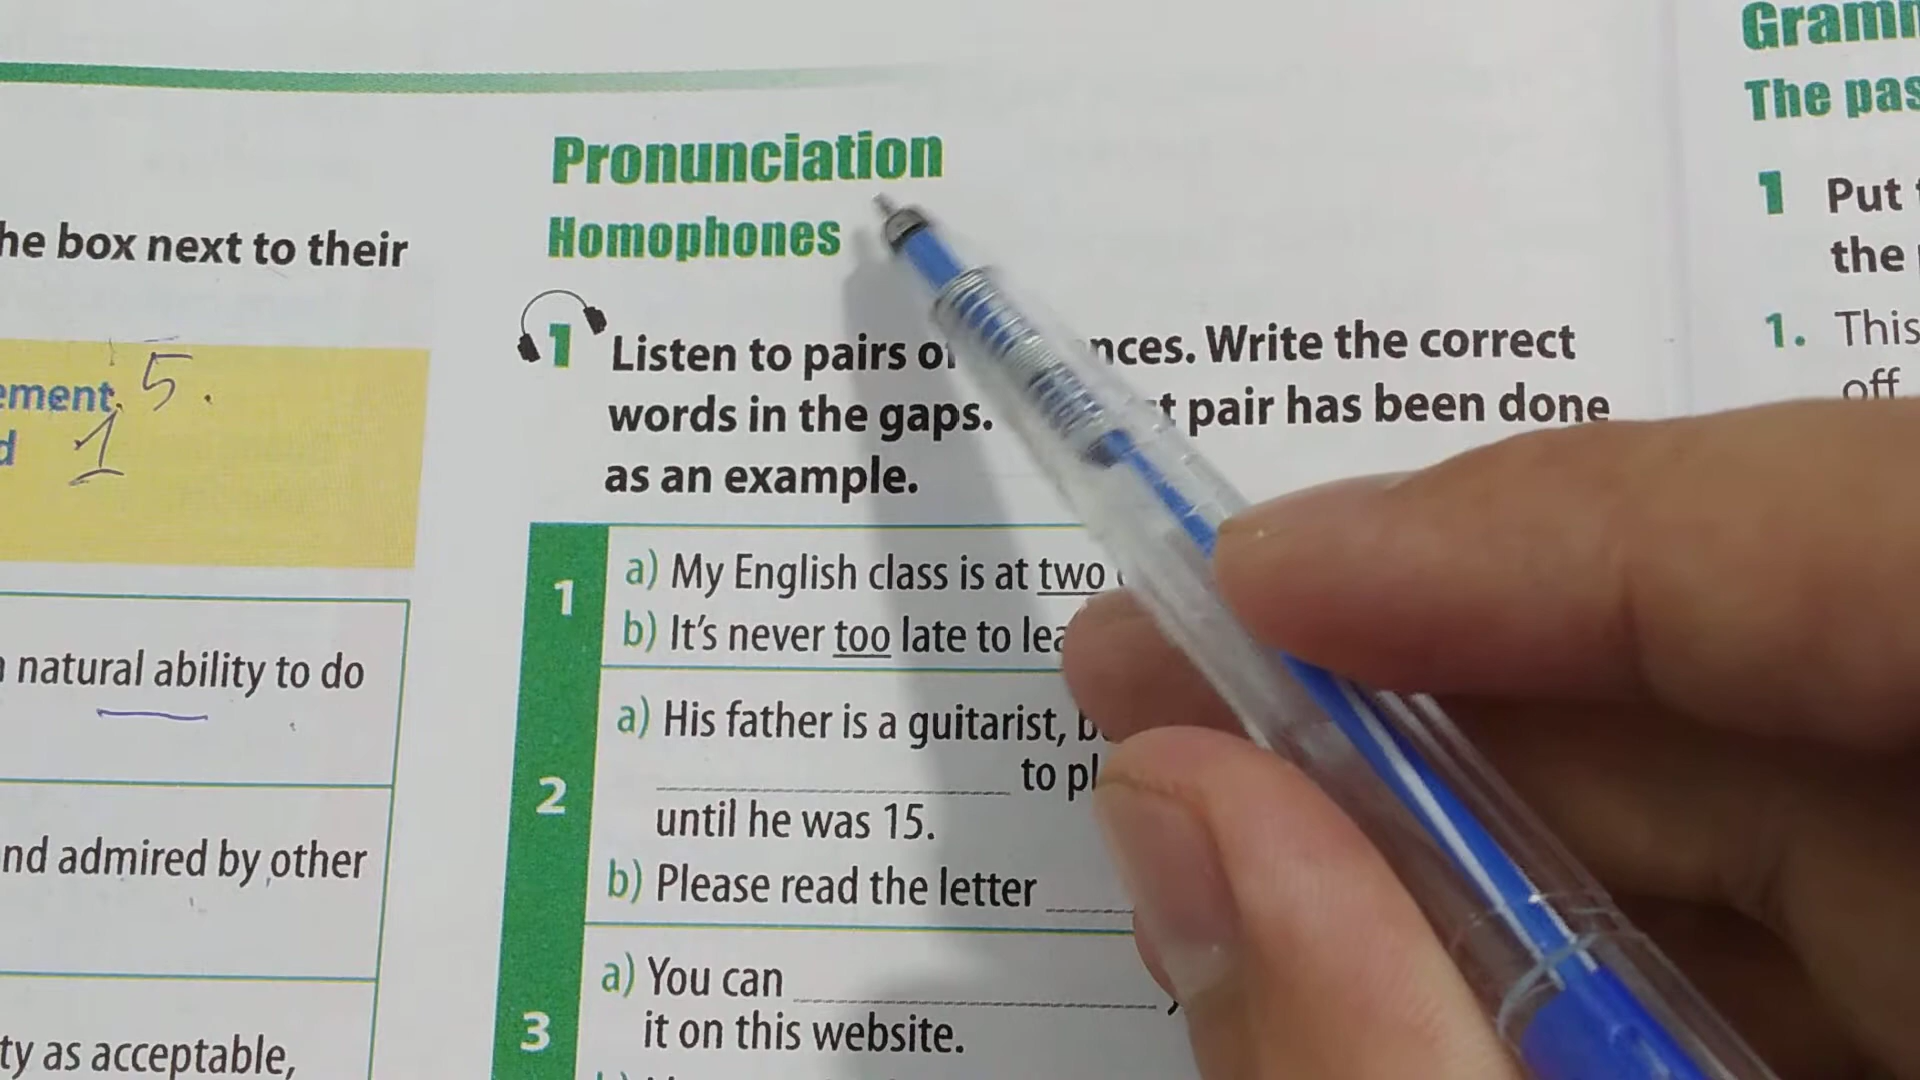 he box next to their
ement. 5.
d 1
natural ability to do
nd admired by other
ty as acceptable,
Pronunciation
Homophones
1 Listen to pairs of nces. Write the correct
words in the gaps. t pair has been done
as an example.
1
a) My English class is at two
b) It's never too late to lea
2
a) His father is a guitarist, b
to pl
until he was 15.
b) Please read the letter
3
a) You can
it on this website.
Gram
The pas
1 Put
the
1. This
off